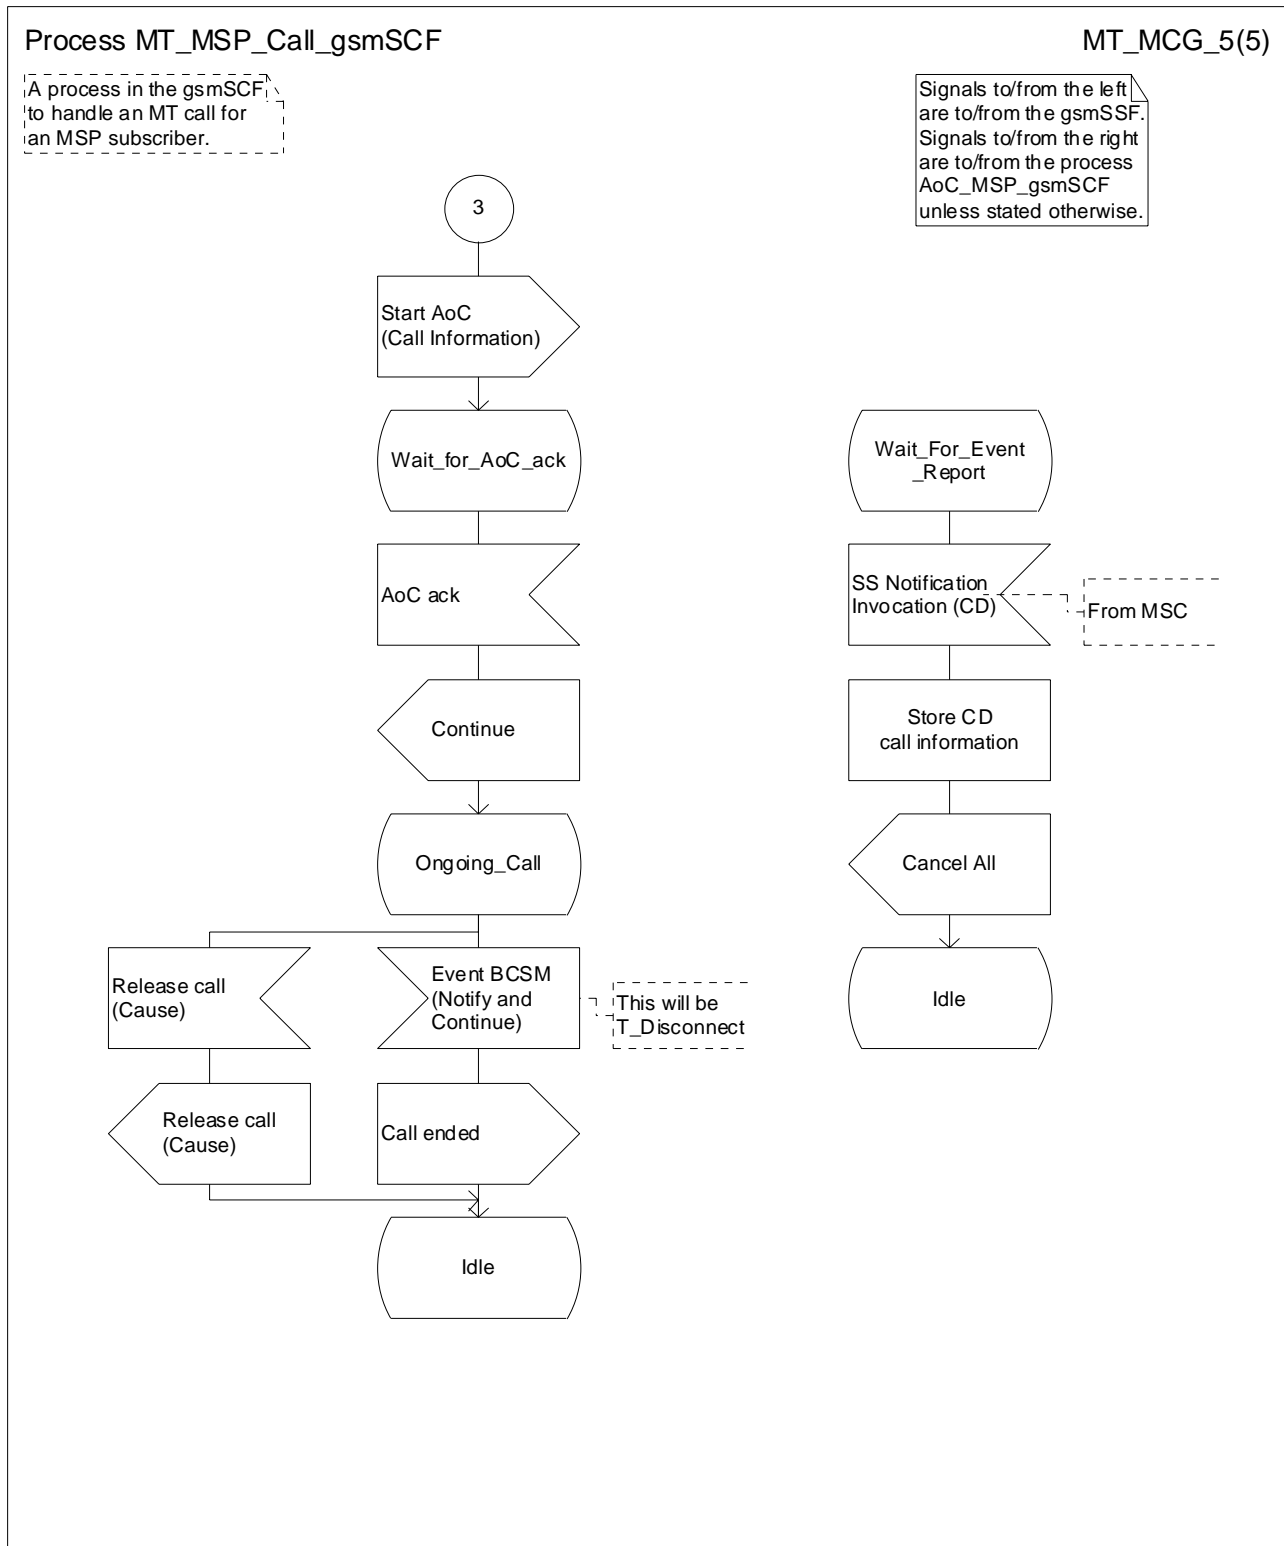 Process MT_MSP_Call_gsmSCF
MT_MCG_5(5)
A process in the gsmSCF
to handle an MT call for
an MSP subscriber.
Signals to/from the left
are to/from the gsmSSF.
Signals to/from the right
are to/from the process
AoC_MSP_gsmSCF
unless stated otherwise.
3
Start AoC
(Call Information)
Wait_for_AoC_ack
AoC ack
Continue
Ongoing_Call
Release call
(Cause)
Event BCSM
(Notify and
Continue)
This will be
T_Disconnect
Release call
(Cause)
Call ended
Idle
Wait_For_Event
_Report
SS Notification
Invocation (CD)
From MSC
Store CD
call information
Cancel All
Idle